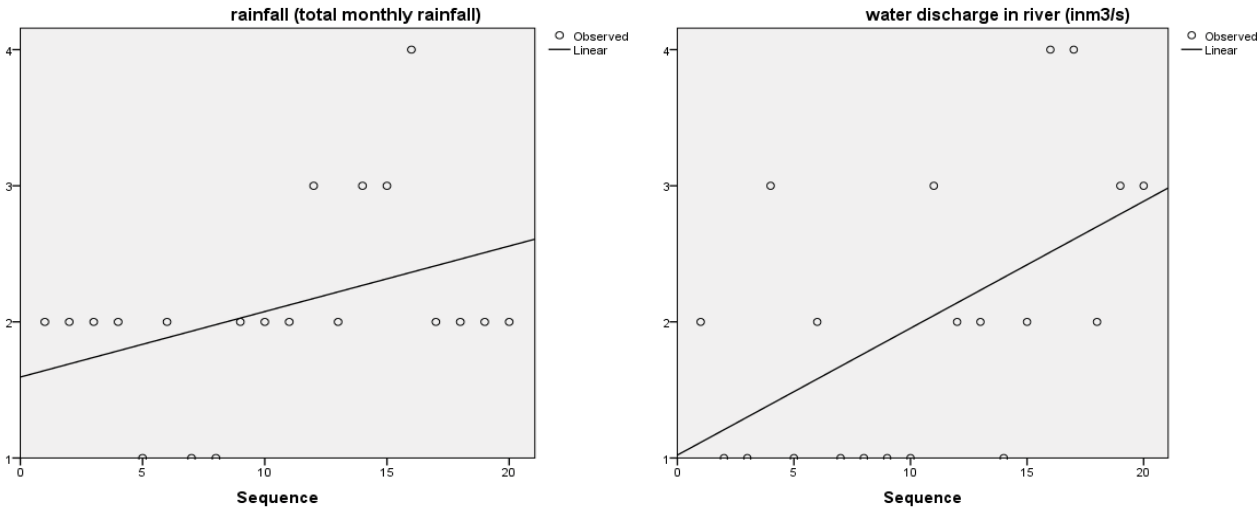 rainfall (total monthly rainfall)
Observed
Linear
4
3
2
1
0
5
10
15
20
Sequence
water discharge in river (inm3/s)
Observed
Linear
4
3
2
1
0
5
10
15
20
Sequence